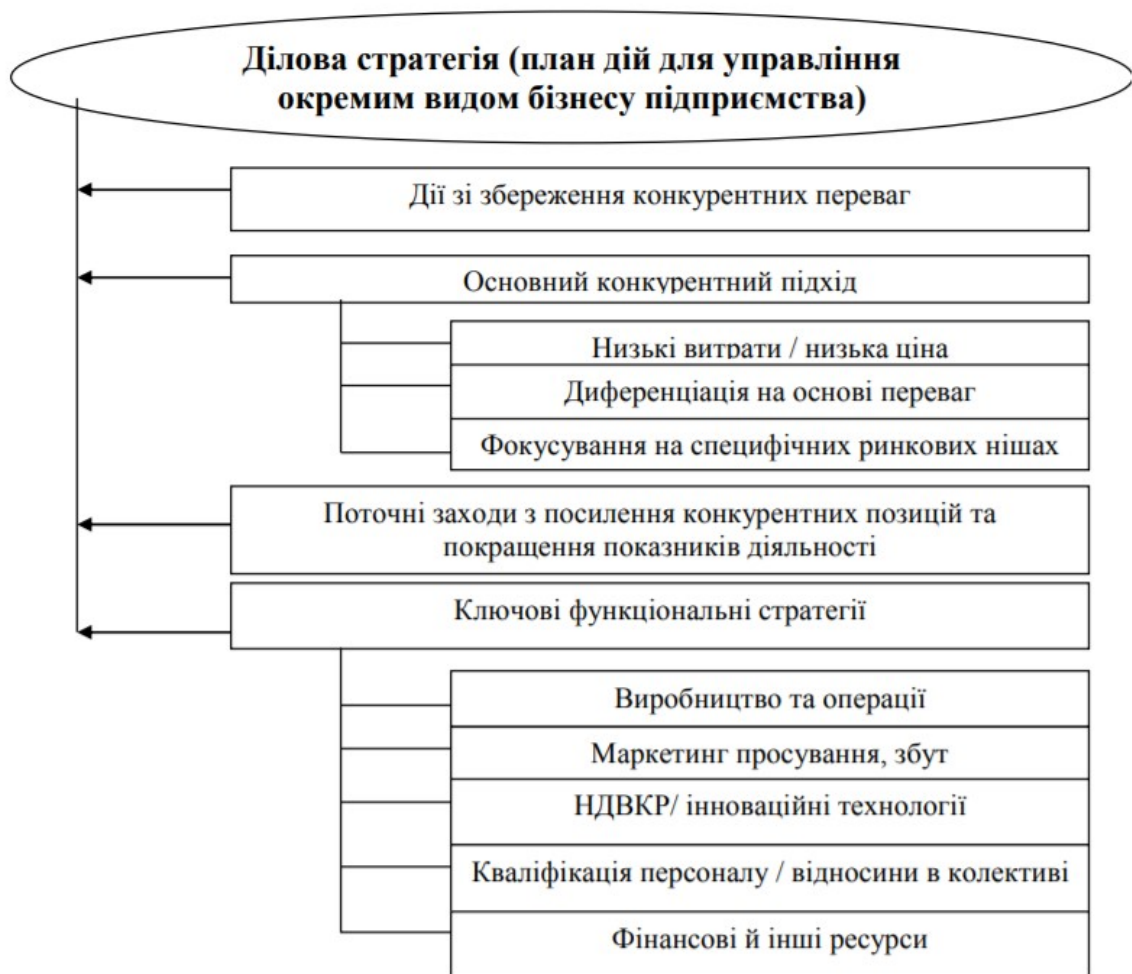 Ділова стратегія (план дій для управління
окремим видом бізнесу підприємства)
Дії зі збереження конкурентних переваг
Основний конкурентний підхід
Низькі витрати / низька ціна
Диференціація на основі переваг
Фокусування на специфічних ринкових нішах
Поточні заходи з посилення конкурентних позицій та
покращення показників діяльності
Ключові функціональні стратегії
Виробництво та операції
Маркетинг просування, збут
НДВКР/ інноваційні технології
Кваліфікація персоналу / відносини в колективі
Фінансові й інші ресурси